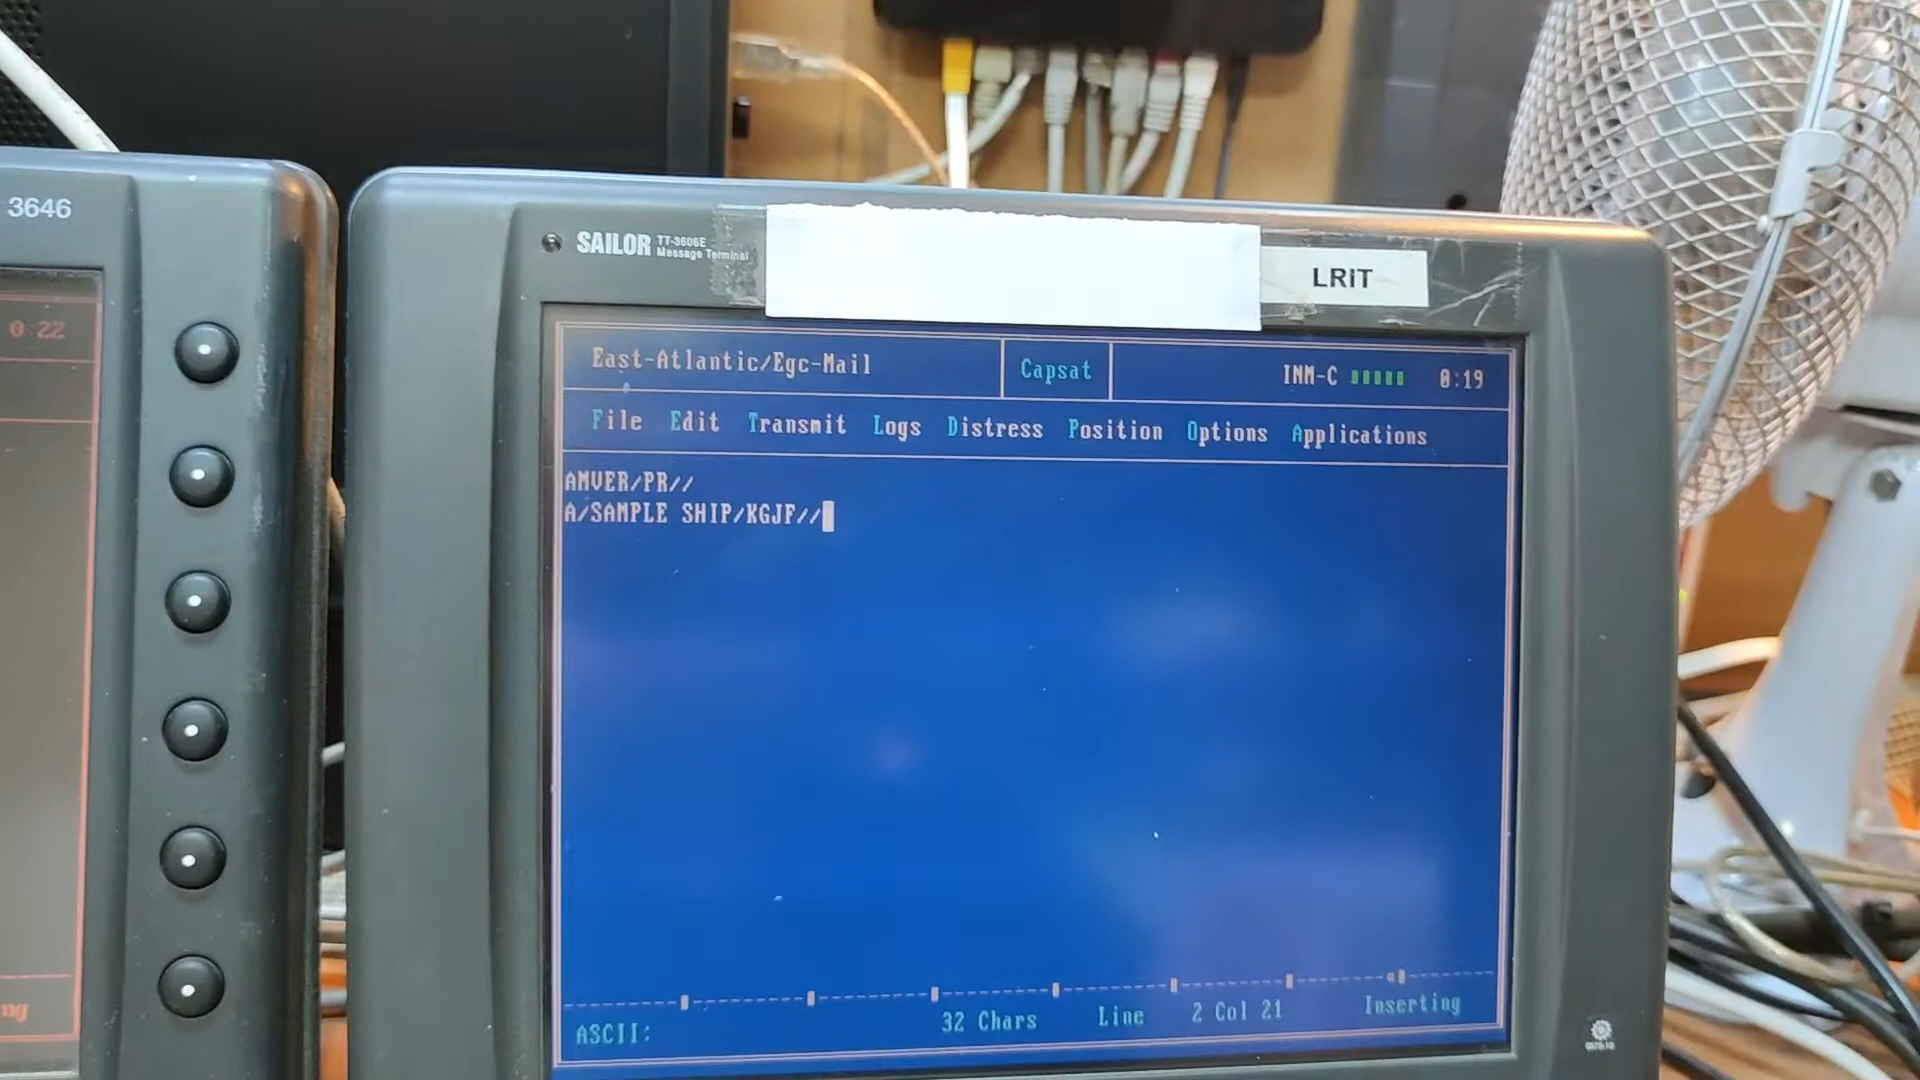 3646
0:22
ng
SAILOR TT-3606E
Message Terminal
LRIT
East-Atlantic/Egc-Mail Capsat INM-C 0:19
File Edit Transmit Logs Distress Position Options Applications
AMVER/PR//
A/SAMPLE SHIP/KGJF//
ASCII: 32 Chars Line 2 Col 21 Inserting